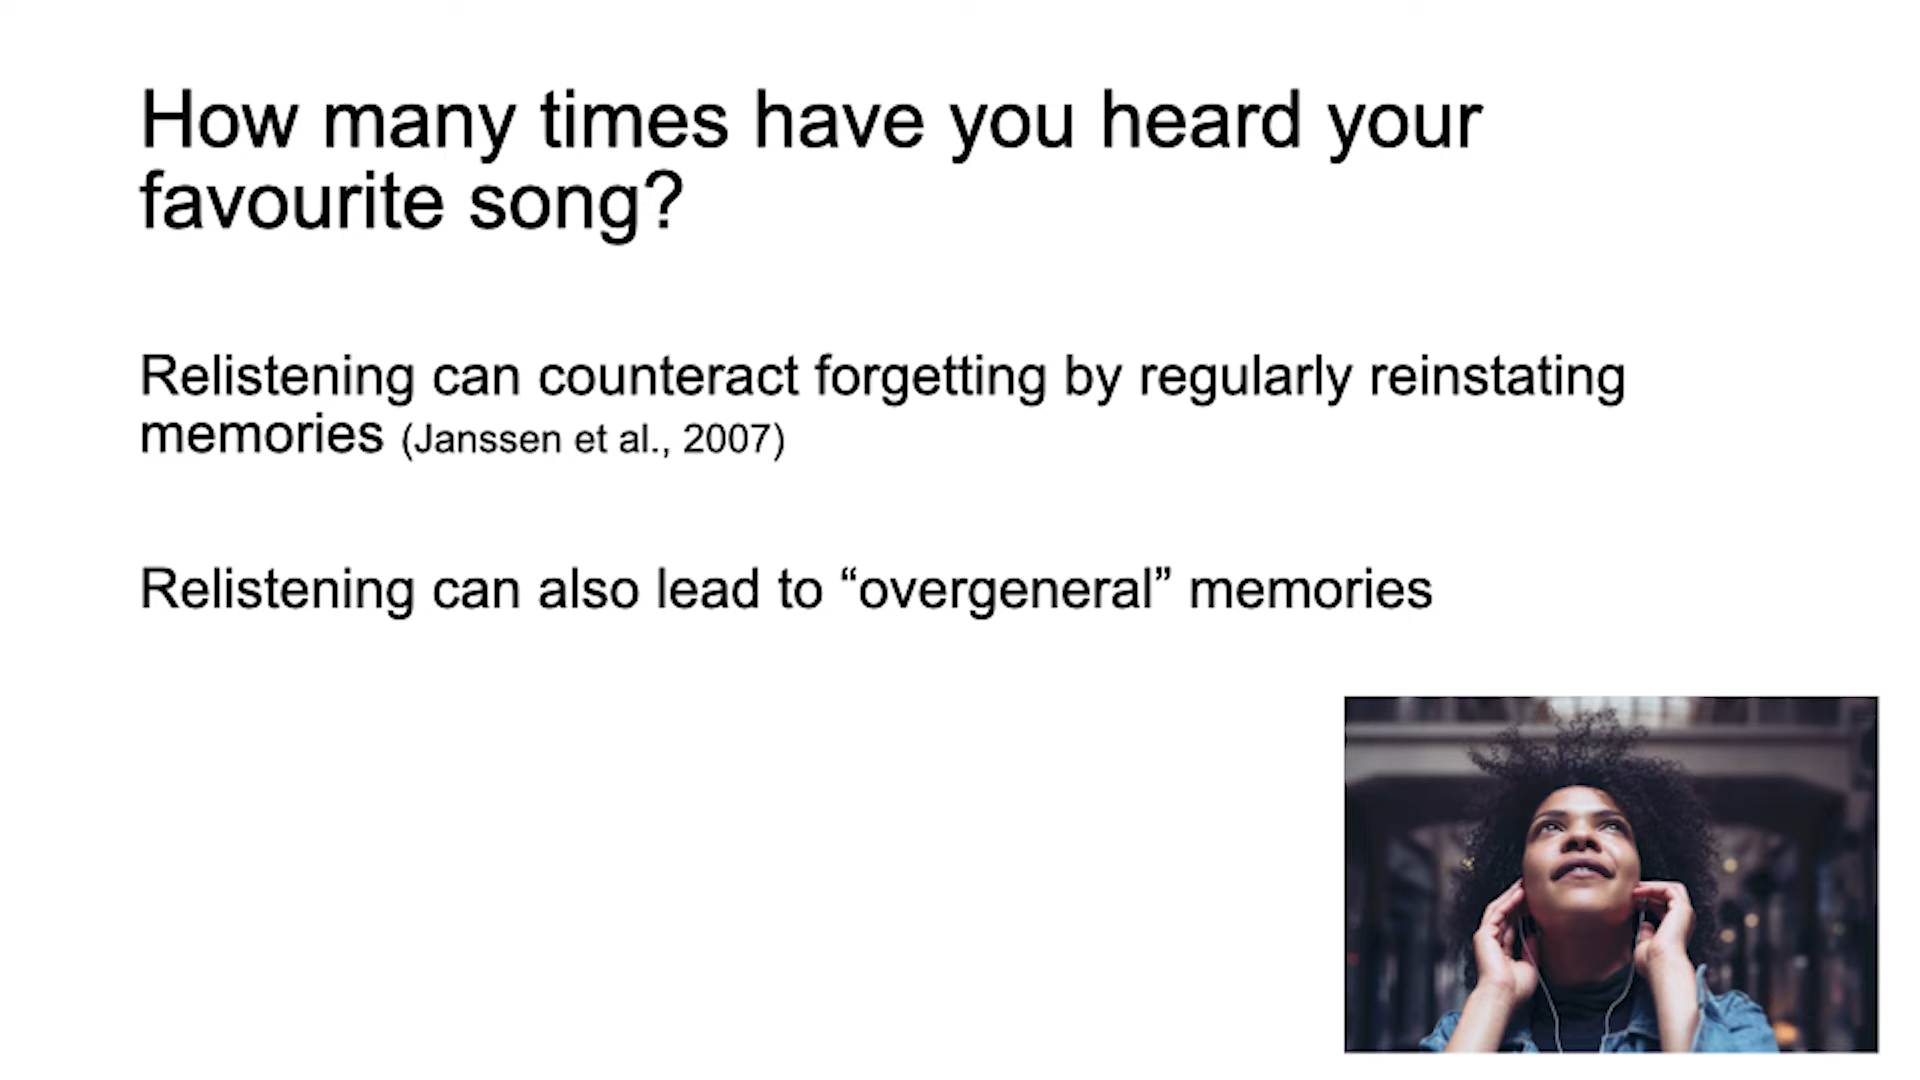 How many times have you heard your
favourite song?
Relistening can counteract forgetting by regularly reinstating
memories (Janssen et al., 2007)
Relistening can also lead to “overgeneral” memories